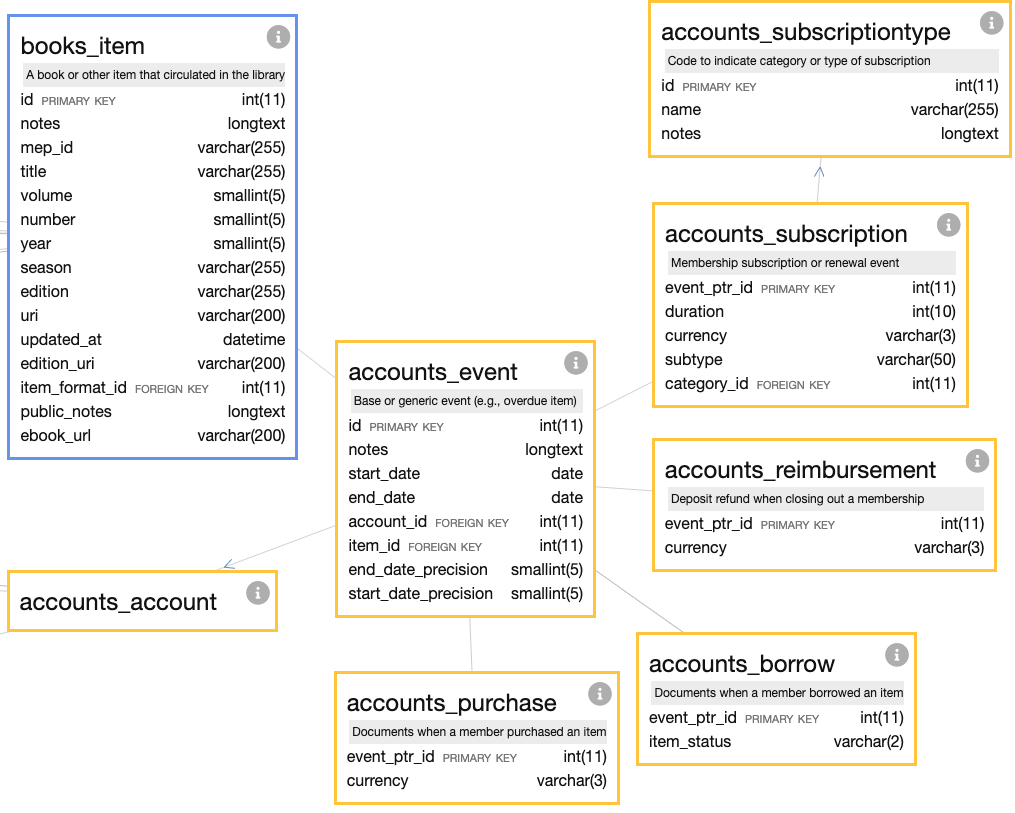 books_item
A book or other item that circulated in the library
id PRIMARY KEY int(11)
notes longtext
mep_id varchar(255)
title varchar(255)
volume smallint(5)
number smallint(5)
year smallint(5)
season varchar(255)
edition varchar(255)
uri varchar(200)
updated_at datetime
edition_uri varchar(200)
item_format_id FOREIGN KEY int(11)
public_notes longtext
ebook_url varchar(200)
accounts_subscriptiontype
Code to indicate category or type of subscription
id PRIMARY KEY int(11)
name varchar(255)
notes longtext
accounts_subscription
Membership subscription or renewal event
event_ptr_id PRIMARY KEY int(11)
duration int(10)
currency varchar(3)
subtype varchar(50)
category_id FOREIGN KEY int(11)
accounts_event
Base or generic event (e.g., overdue item)
id PRIMARY KEY int(11)
notes longtext
start_date date
end_date date
account_id FOREIGN KEY int(11)
item_id FOREIGN KEY int(11)
end_date_precision smallint(5)
start_date_precision smallint(5)
accounts_reimbursement
Deposit refund when closing out a membership
event_ptr_id PRIMARY KEY int(11)
currency varchar(3)
accounts_account
accounts_purchase
Documents when a member purchased an item
event_ptr_id PRIMARY KEY int(11)
currency varchar(3)
accounts_borrow
Documents when a member borrowed an item
event_ptr_id PRIMARY KEY int(11)
item_status varchar(2)